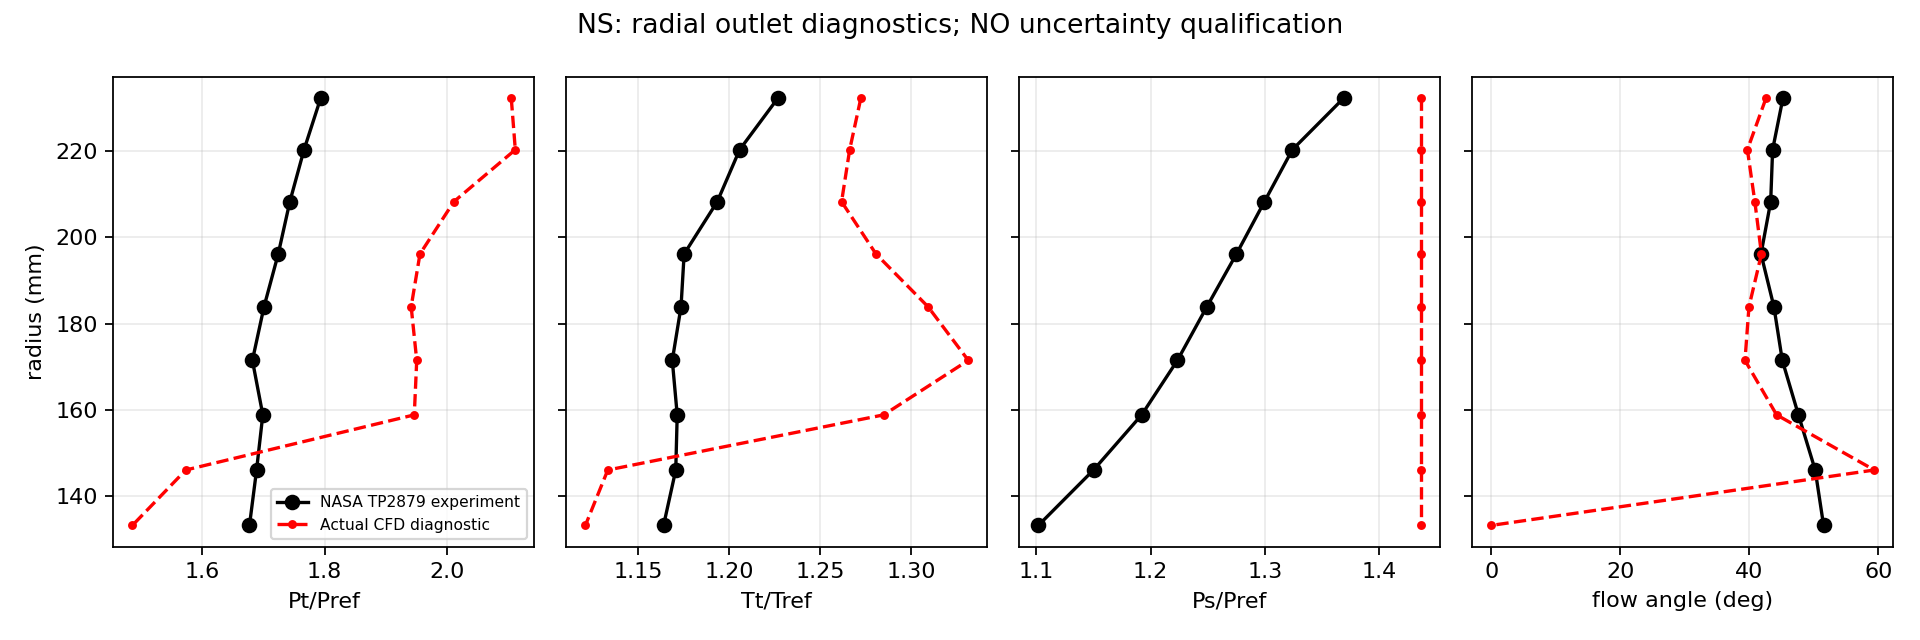 NS: radial outlet diagnostics; NO uncertainty qualification
radius (mm)
220
200
180
160
140
NASA TP2879 experiment
Actual CFD diagnostic
1.6 1.8 2.0
Pt/Pref
1.15 1.20 1.25 1.30
Tt/Tref
1.1 1.2 1.3 1.4
Ps/Pref
0 20 40 60
flow angle (deg)